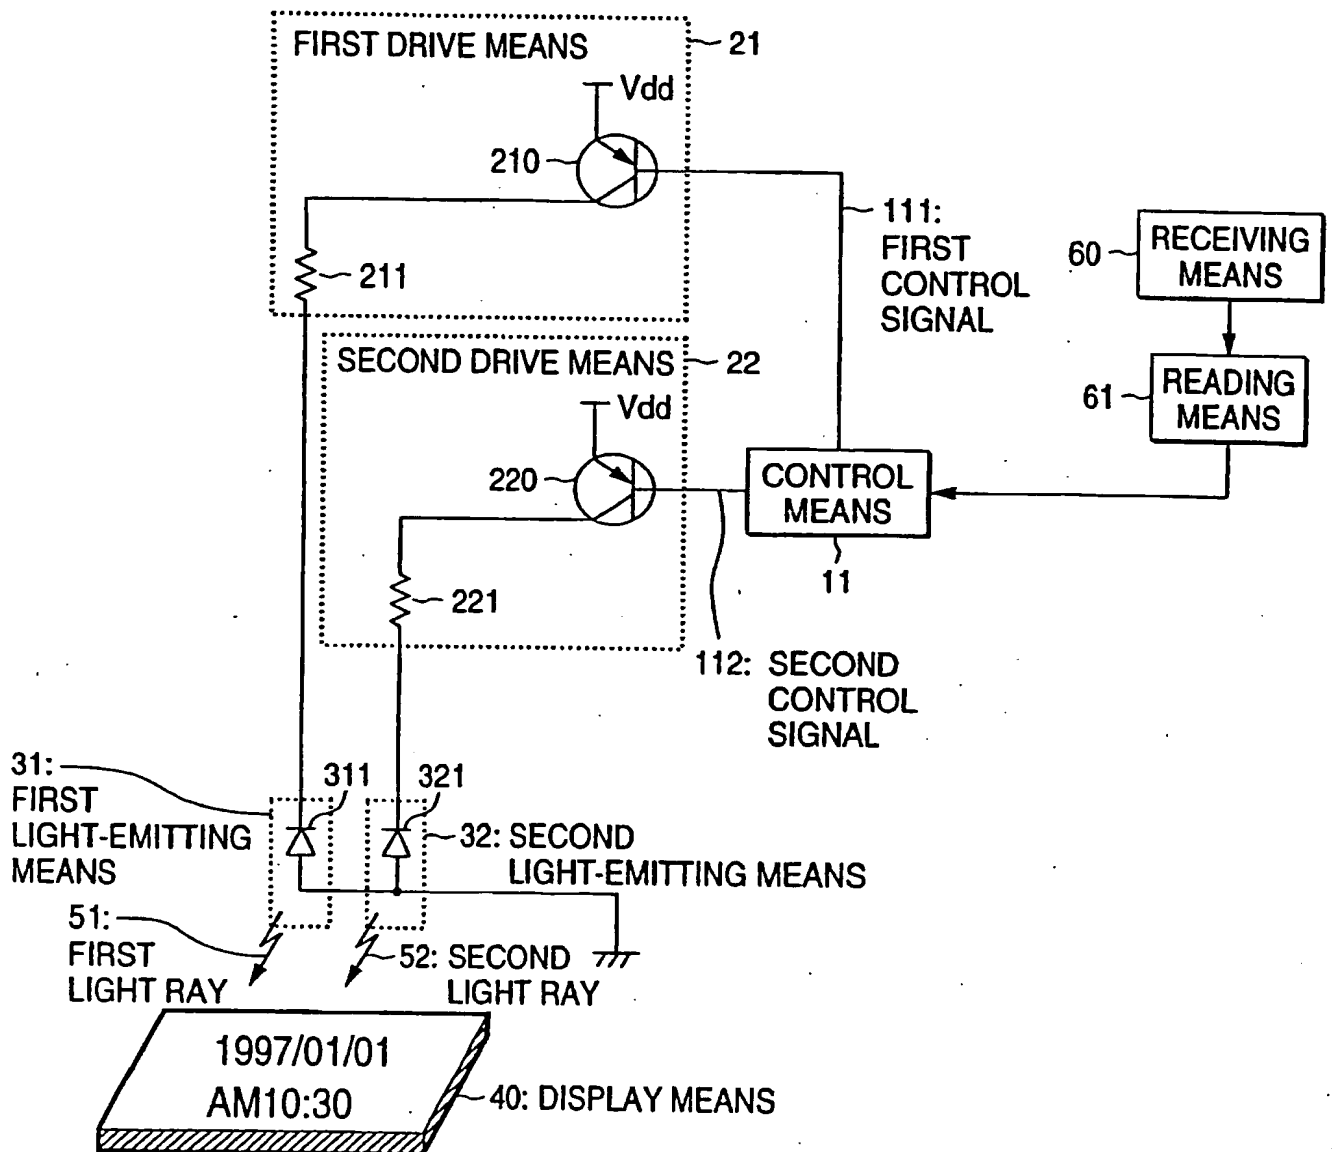 FIRST DRIVE MEANS
21
Vdd
210
211
111:
FIRST
CONTROL
SIGNAL
60
RECEIVING
MEANS
SECOND DRIVE MEANS
22
Vdd
220
221
61
READING
MEANS
CONTROL
MEANS
11
112: SECOND
CONTROL
SIGNAL
31:
FIRST
LIGHT-EMITTING
MEANS
311
321
32: SECOND
LIGHT-EMITTING MEANS
51:
FIRST
LIGHT RAY
52: SECOND
LIGHT RAY
1997/01/01
AM10:30
40: DISPLAY MEANS